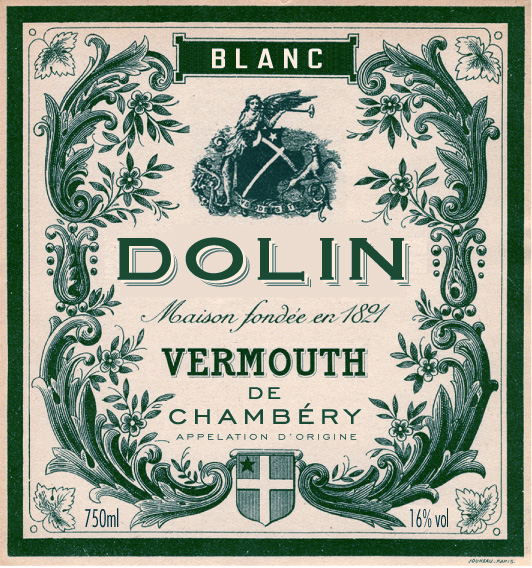 BLANC
DOLIN
Maison fondée en 1821
VERMOUTH
DE
CHAMBÉRY
APPELATION D'ORIGINE
750ml
16% vol